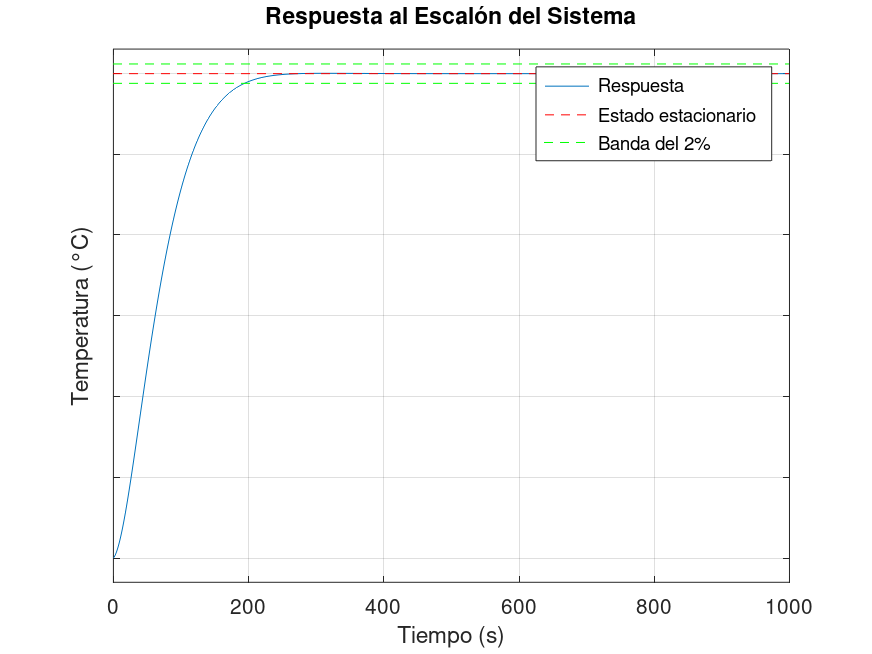 Respuesta al Escalón del Sistema
Respuesta
Estado estacionario
Banda del 2%
Temperatura (°C)
0
200
400
600
800
1000
Tiempo (s)